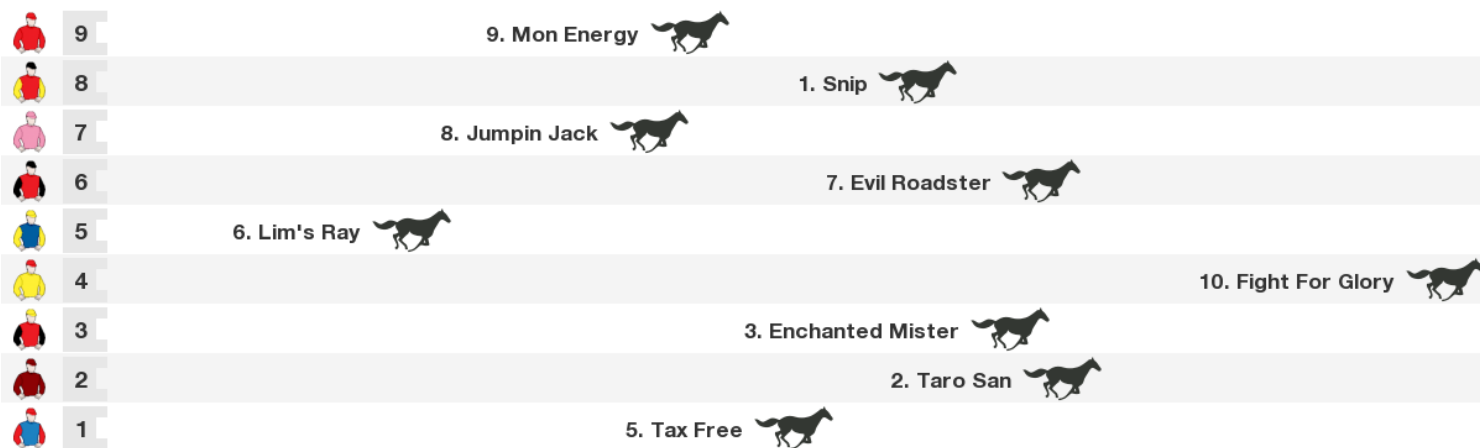 9 9. Mon Energy
8 1. Snip
7 8. Jumpin Jack
6 7. Evil Roadster
5 6. Lim's Ray
4 10. Fight For Glory
3 3. Enchanted Mister
2 2. Taro San
1 5. Tax Free